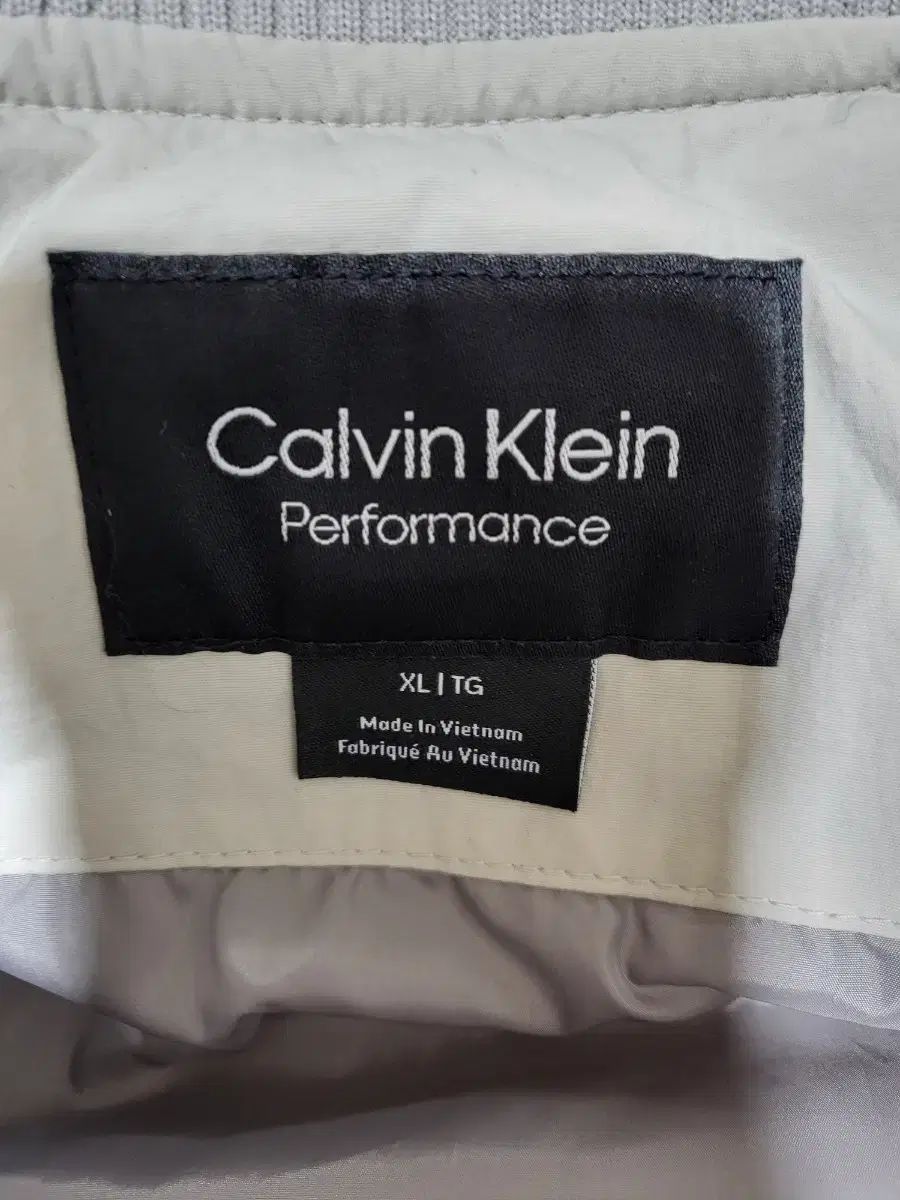 Calvin Klein
Performance
XL | TG
Made In Vietnam
Fabriqué Au Vietnam